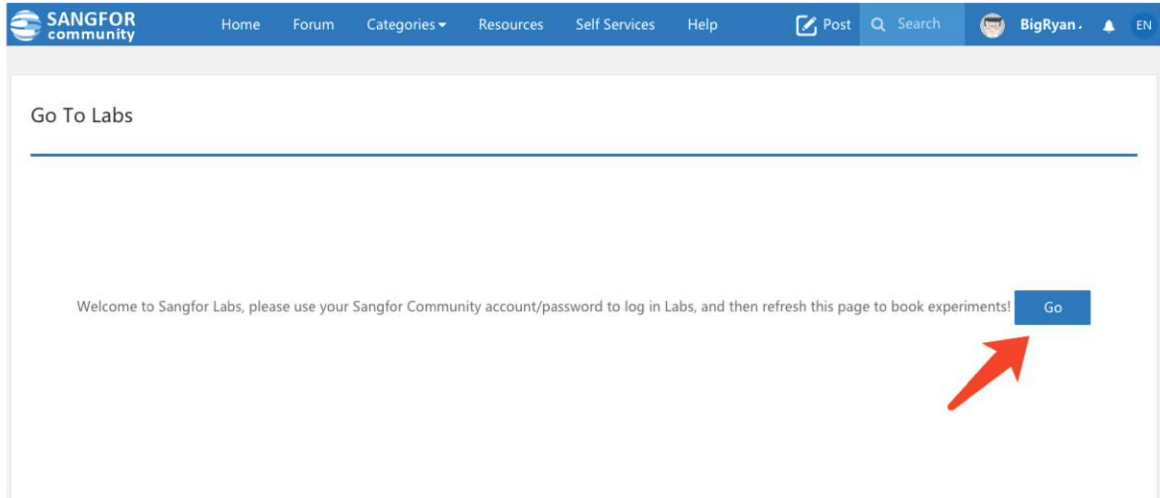 SANGFOR
community
Home Forum Categories Resources Self Services Help Post Search BigRyan EN
Go To Labs
Welcome to Sangfor Labs, please use your Sangfor Community account/password to log in Labs, and then refresh this page to book experiments! Go